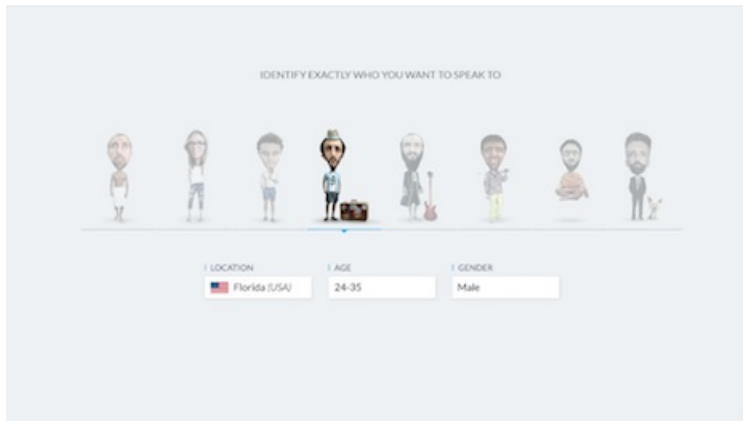 IDENTIFY EXACTLY WHO YOU WANT TO SPEAK TO
LOCATION
AGE
GENDER
Florida (USA)
24-35
Male